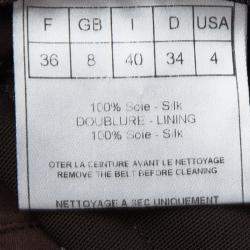 F GB I D USA
36 8 40 34 4
100% Soie - Silk
DOUBLURE - LINING
100% Soie - Silk
OTER LA CEINTURE AVANT LE NETTOYAGE
REMOVE THE BELT BEFORE CLEANING
NETTOYAGE A SEC UNIQUEMENT